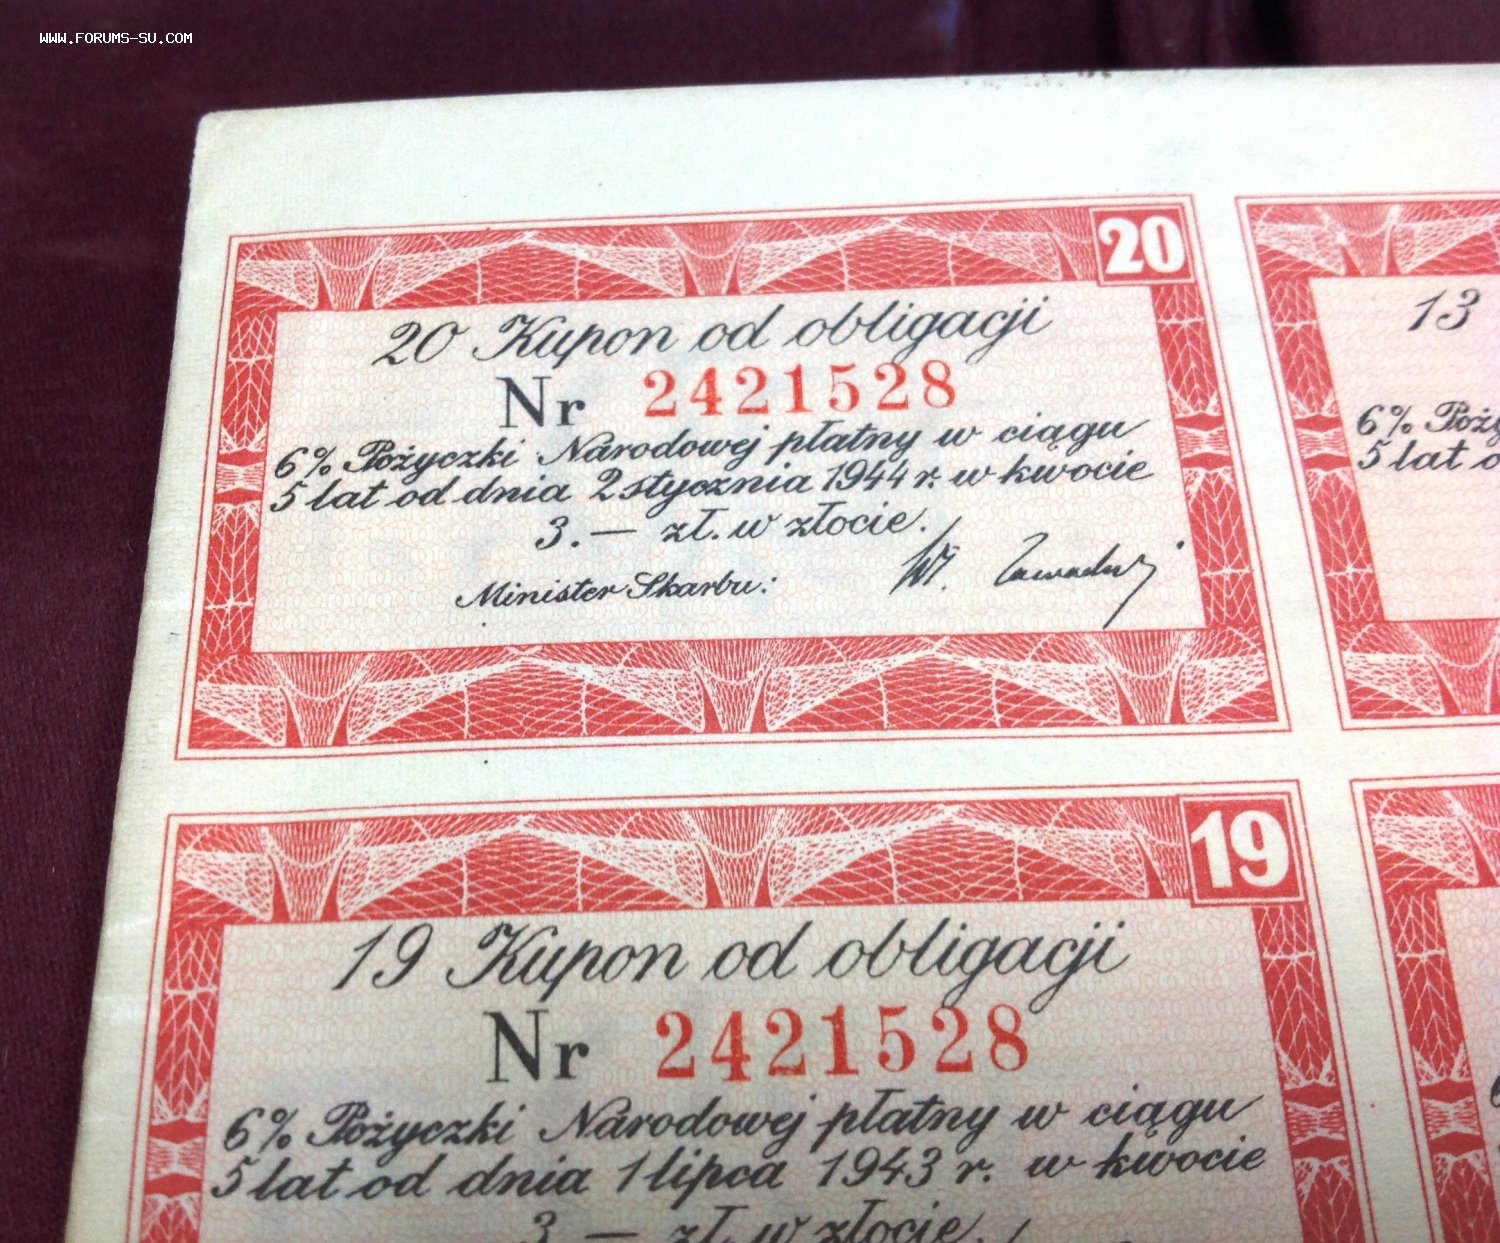 WWW.FORUMS-SU.COM
20
20 Kupon od obligacji
Nr 2421528
6% Pożyczki Narodowej płatny w ciągu
5 lat od dnia 2 stycznia 1944 r. w kwocie
3.— zł. w złocie.
Minister Skarbu:
13
6%
5 lat
19
19 Kupon od obligacji
Nr 2421528
6% Pożyczki Narodowej płatny w ciągu
5 lat od dnia 1 lipca 1943 r. w kwocie
3.— zł. w złocie.